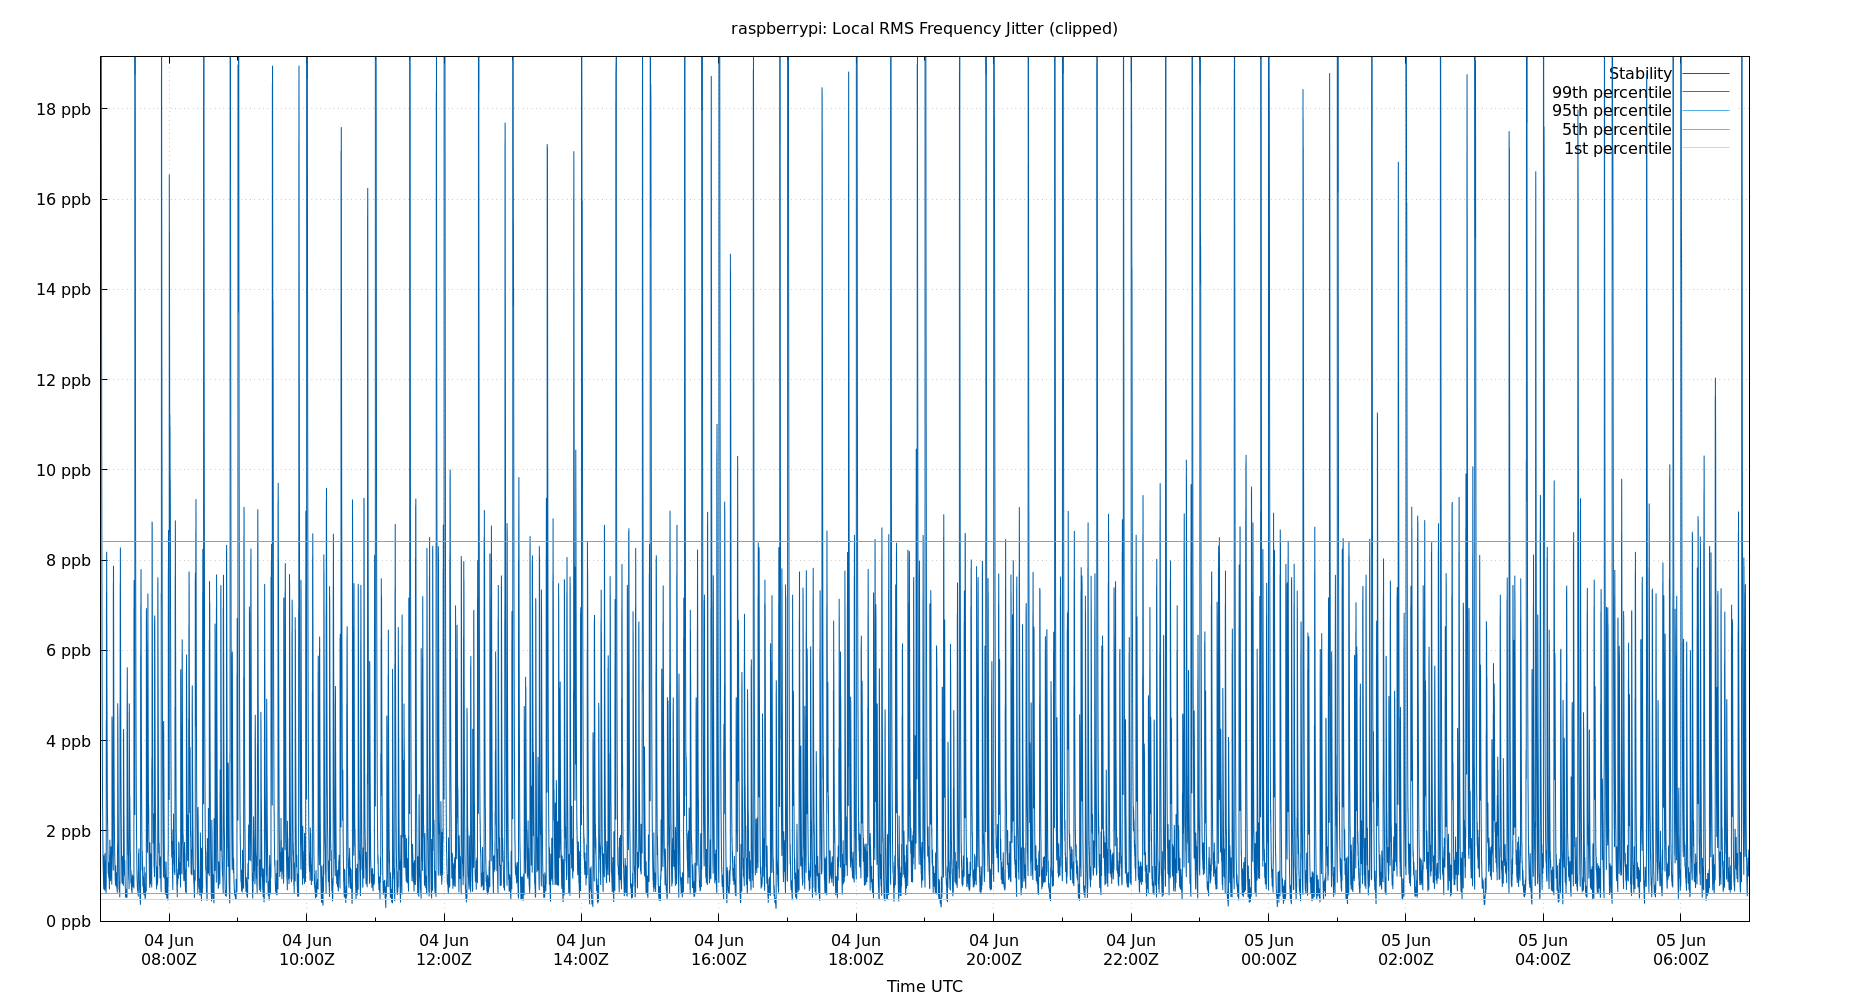 raspberrypi: Local RMS Frequency Jitter (clipped)
Stability
99th percentile
95th percentile
5th percentile
1st percentile
18 ppb
16 ppb
14 ppb
12 ppb
10 ppb
8 ppb
6 ppb
4 ppb
2 ppb
0 ppb
04 Jun 04 Jun 04 Jun 04 Jun 04 Jun 04 Jun 04 Jun 04 Jun 05 Jun 05 Jun 05 Jun 05 Jun
08:00Z 10:00Z 12:00Z 14:00Z 16:00Z 18:00Z 20:00Z 22:00Z 00:00Z 02:00Z 04:00Z 06:00Z
Time UTC